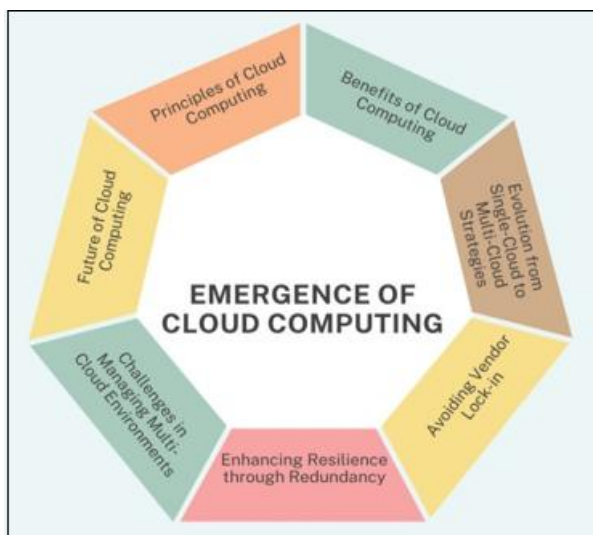 Principles of Cloud
Computing
Benefits of Cloud
Computing
Evolution from
Single-Cloud to
Multi-Cloud
Strategies
Avoiding Vendor
Lock-in
Enhancing Resilience
through Redundancy
Challenges in
Managing Multi-
Cloud Environments
Future of Cloud
Computing
EMERGENCE OF
CLOUD COMPUTING